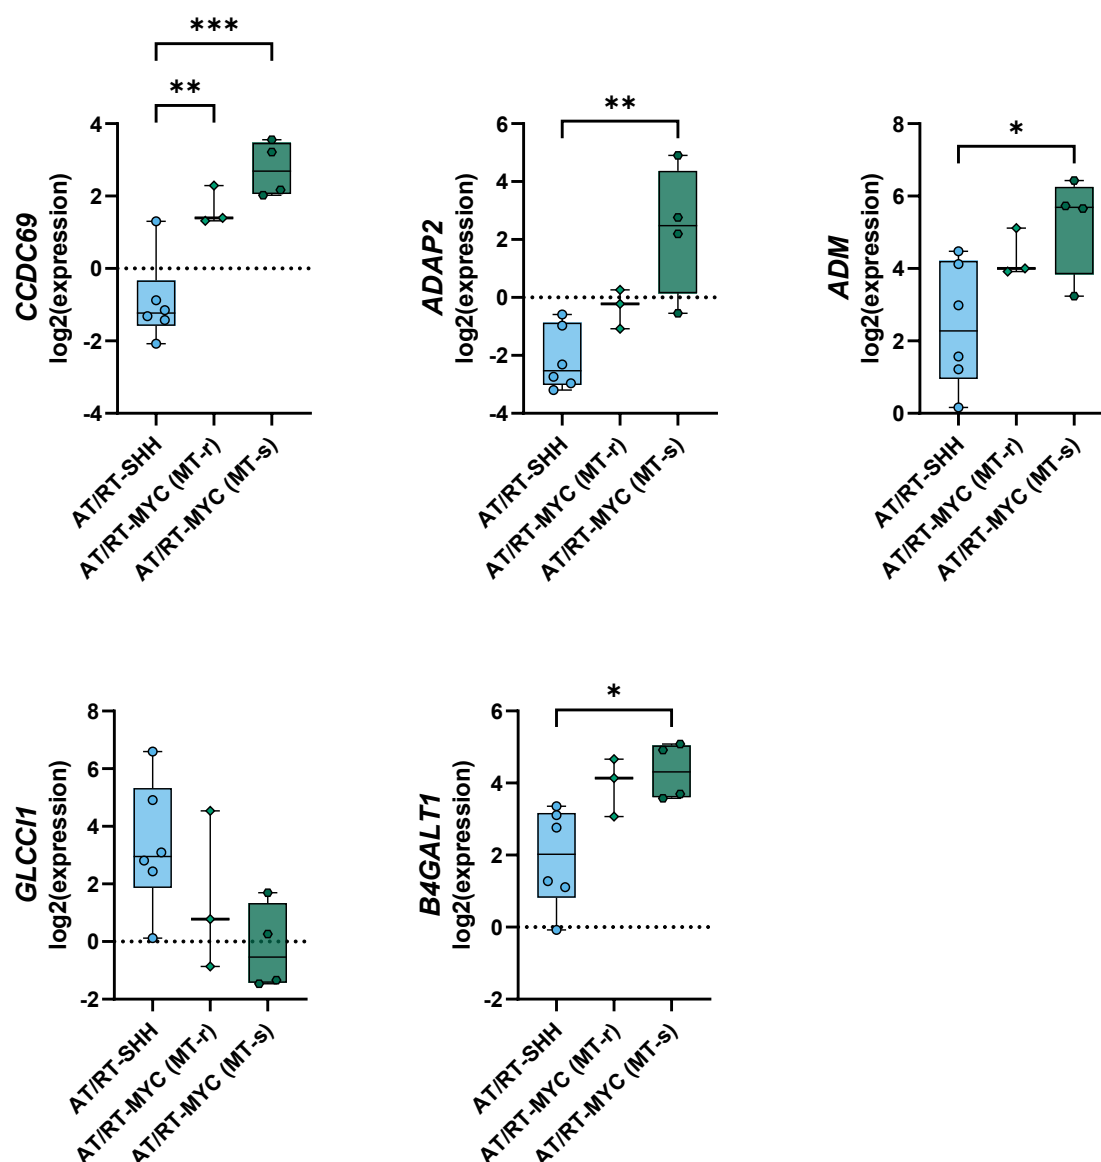 ***
**
4
2
0
-2
-4
CCDC69
log2(expression)
AT/RT-SHH
AT/RT-MYC (MT-r)
AT/RT-MYC (MT-s)
**
6
4
2
0
-2
-4
ADAP2
log2(expression)
AT/RT-SHH
AT/RT-MYC (MT-r)
AT/RT-MYC (MT-s)
*
8
6
4
2
0
ADM
log2(expression)
AT/RT-SHH
AT/RT-MYC (MT-r)
AT/RT-MYC (MT-s)
8
6
4
2
0
-2
GLCCI1
log2(expression)
AT/RT-SHH
AT/RT-MYC (MT-r)
AT/RT-MYC (MT-s)
*
6
4
2
0
-2
B4GALT1
log2(expression)
AT/RT-SHH
AT/RT-MYC (MT-r)
AT/RT-MYC (MT-s)